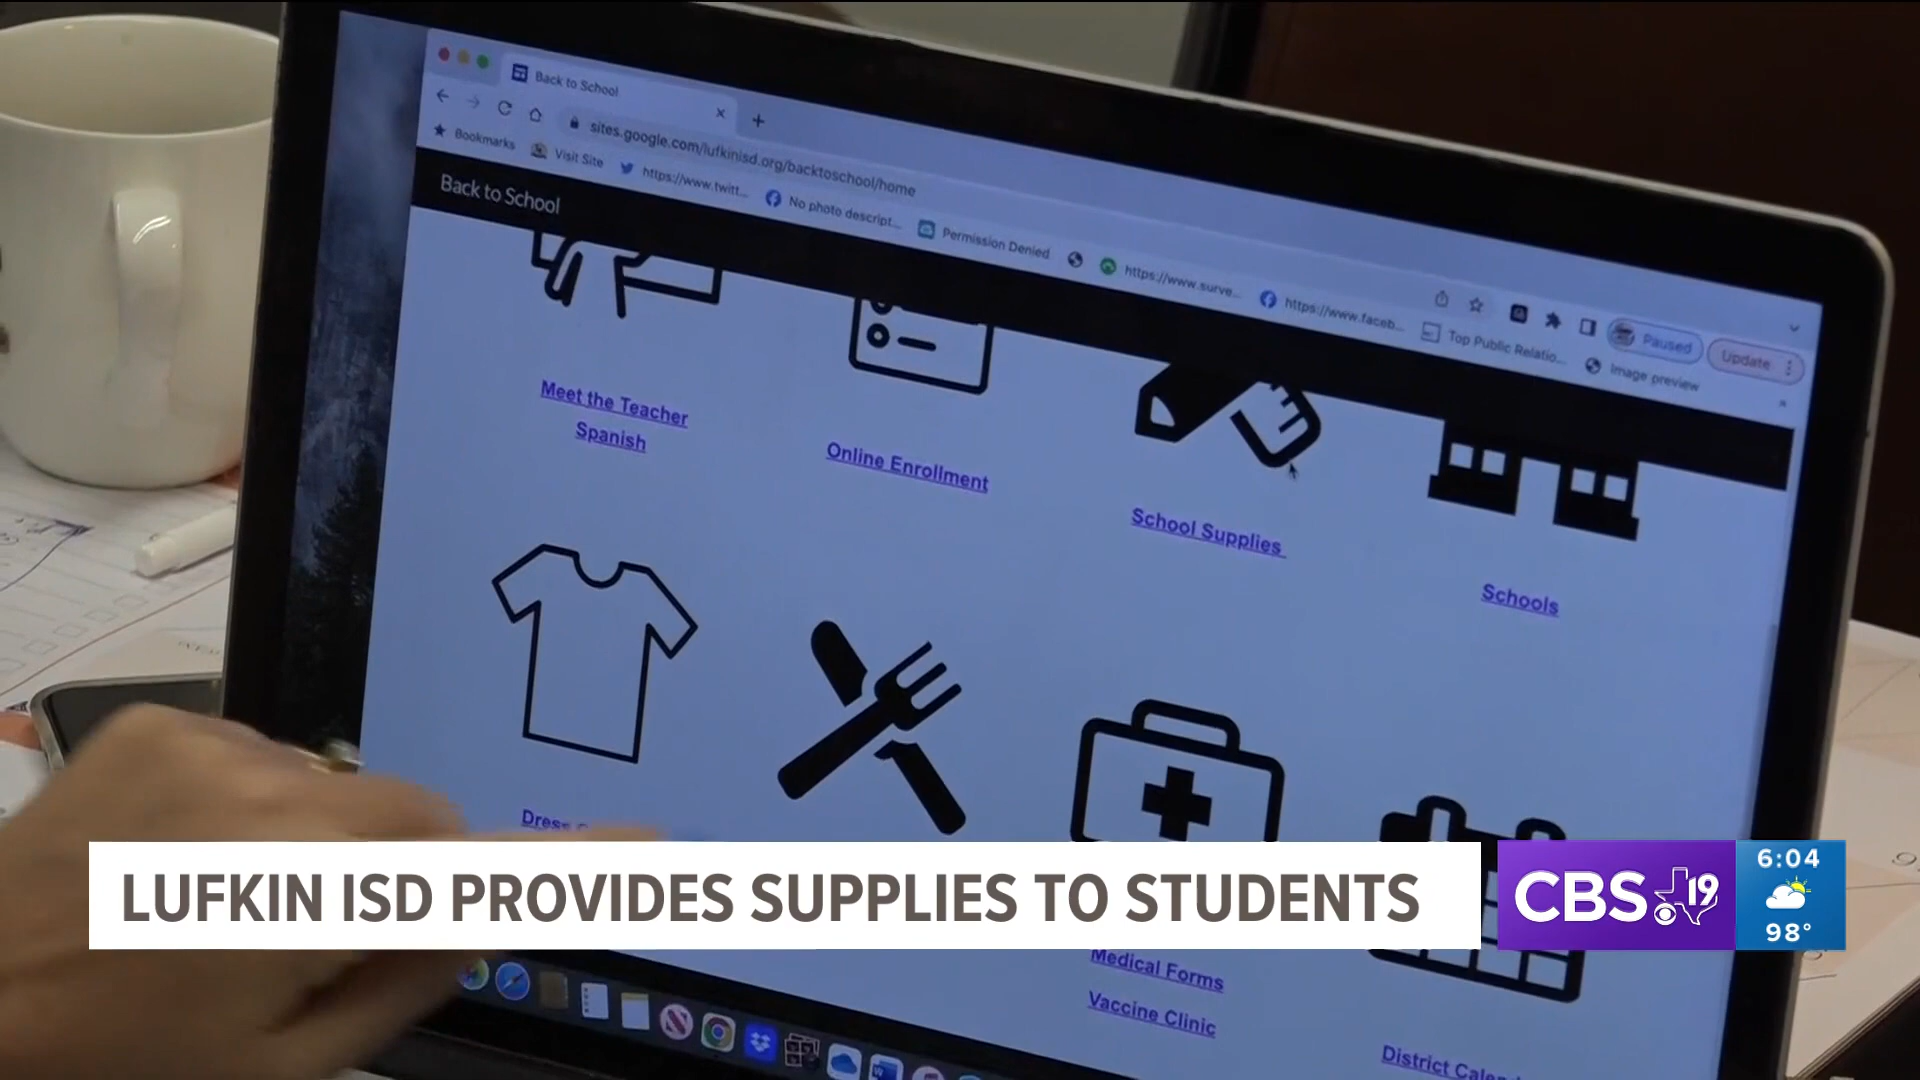 Back to School
sites.google.com/lufkinisd.org/backtoschool/home
Bookmarks
Visit Site
https://www.twitt...
No photo descript...
Permission Denied
https://www.surve...
https://www.faceb...
Top Public Relatio...
Image preview
Paused
Update
Back to School
Meet the Teacher
Spanish
Online Enrollment
School Supplies
Schools
Dress
LUFKIN ISD PROVIDES SUPPLIES TO STUDENTS
CBS 19
6:04
98°
Medical Forms
Vaccine Clinic
District